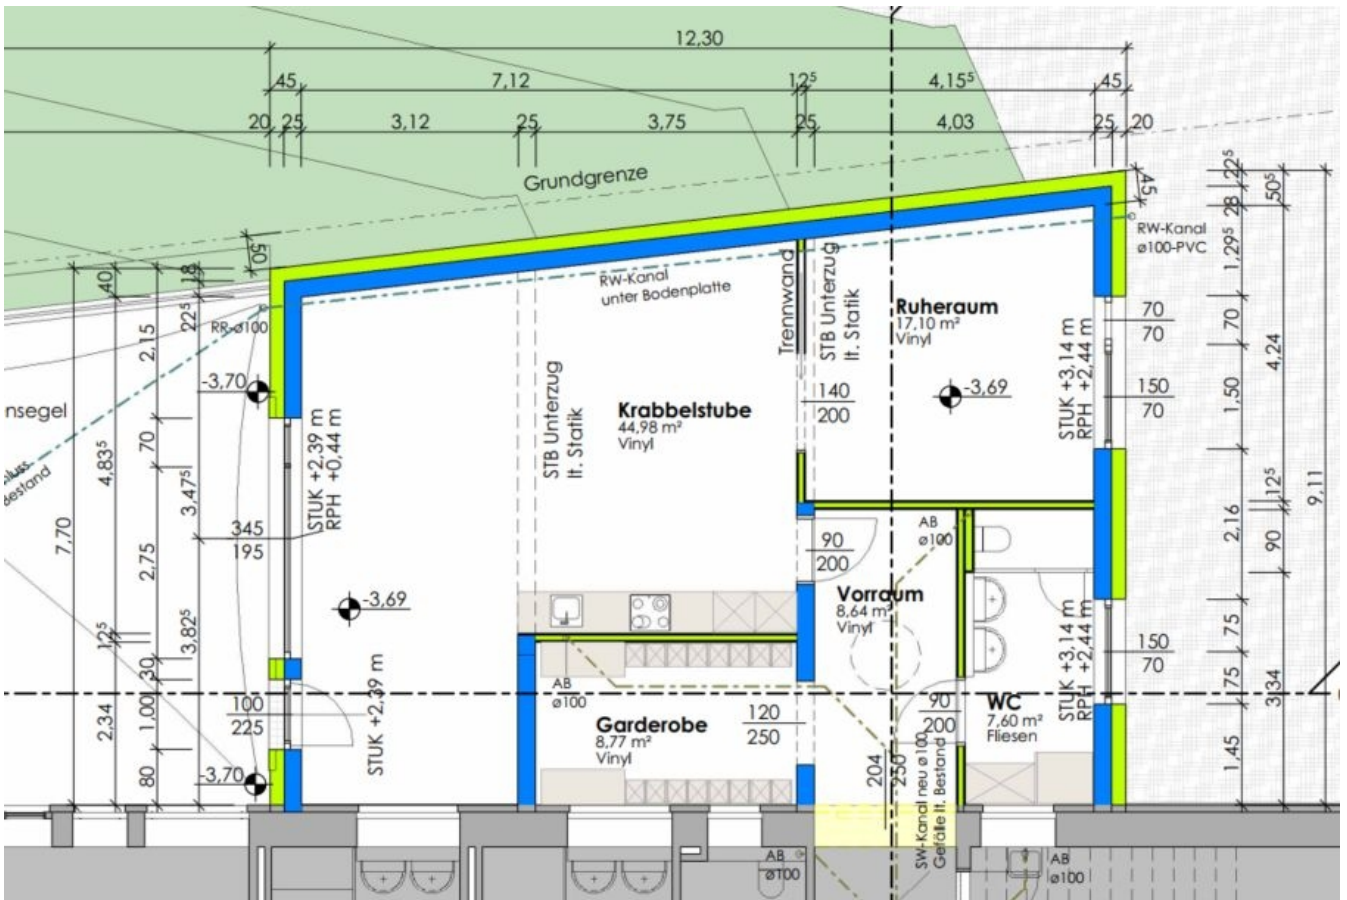 12,30
45
7,12
12⁵
4,15⁵
45
20
25
3,12
25
3,75
25
4,03
25
20
Grundgrenze
50
45
RW-Kanal
ø100-PVC
RW-Kanal
unter Bodenplatte
RR-ø100
-3,70
nsegel
Bestand
40
18
22⁵
2,15
70
4,83⁵
3,47⁵
7,70
2,75
345
195
12⁵
3,82⁵
30
1,00
2,34
80
STUK +2,39 m
RPH +0,44 m
-3,69
100
225
STUK +2,39 m
-3,70
STB Unterzug
lt. Statik
Krabbelstube
44,98 m²
Vinyl
Trennwand
STB Unterzug
lt. Statik
140
200
Ruheraum
17,10 m²
Vinyl
-3,69
STUK +3,14 m
RPH +2,44 m
70
70
150
70
22⁵
28
50⁵
1,29⁵
70
4,24
1,50
12⁵
9,11
2,16
90
75
75
3,34
1,45
90
200
AB
ø100
Vorraum
8,64 m²
Vinyl
STUK +3,14 m
RPH +2,44 m
150
70
AB
ø100
Garderobe
8,77 m²
Vinyl
120
250
90
200
WC
7,60 m²
Fliesen
204
250
SW-Kanal neu ø100
Gefälle lt. Bestand
AB
ø100
AB
ø100